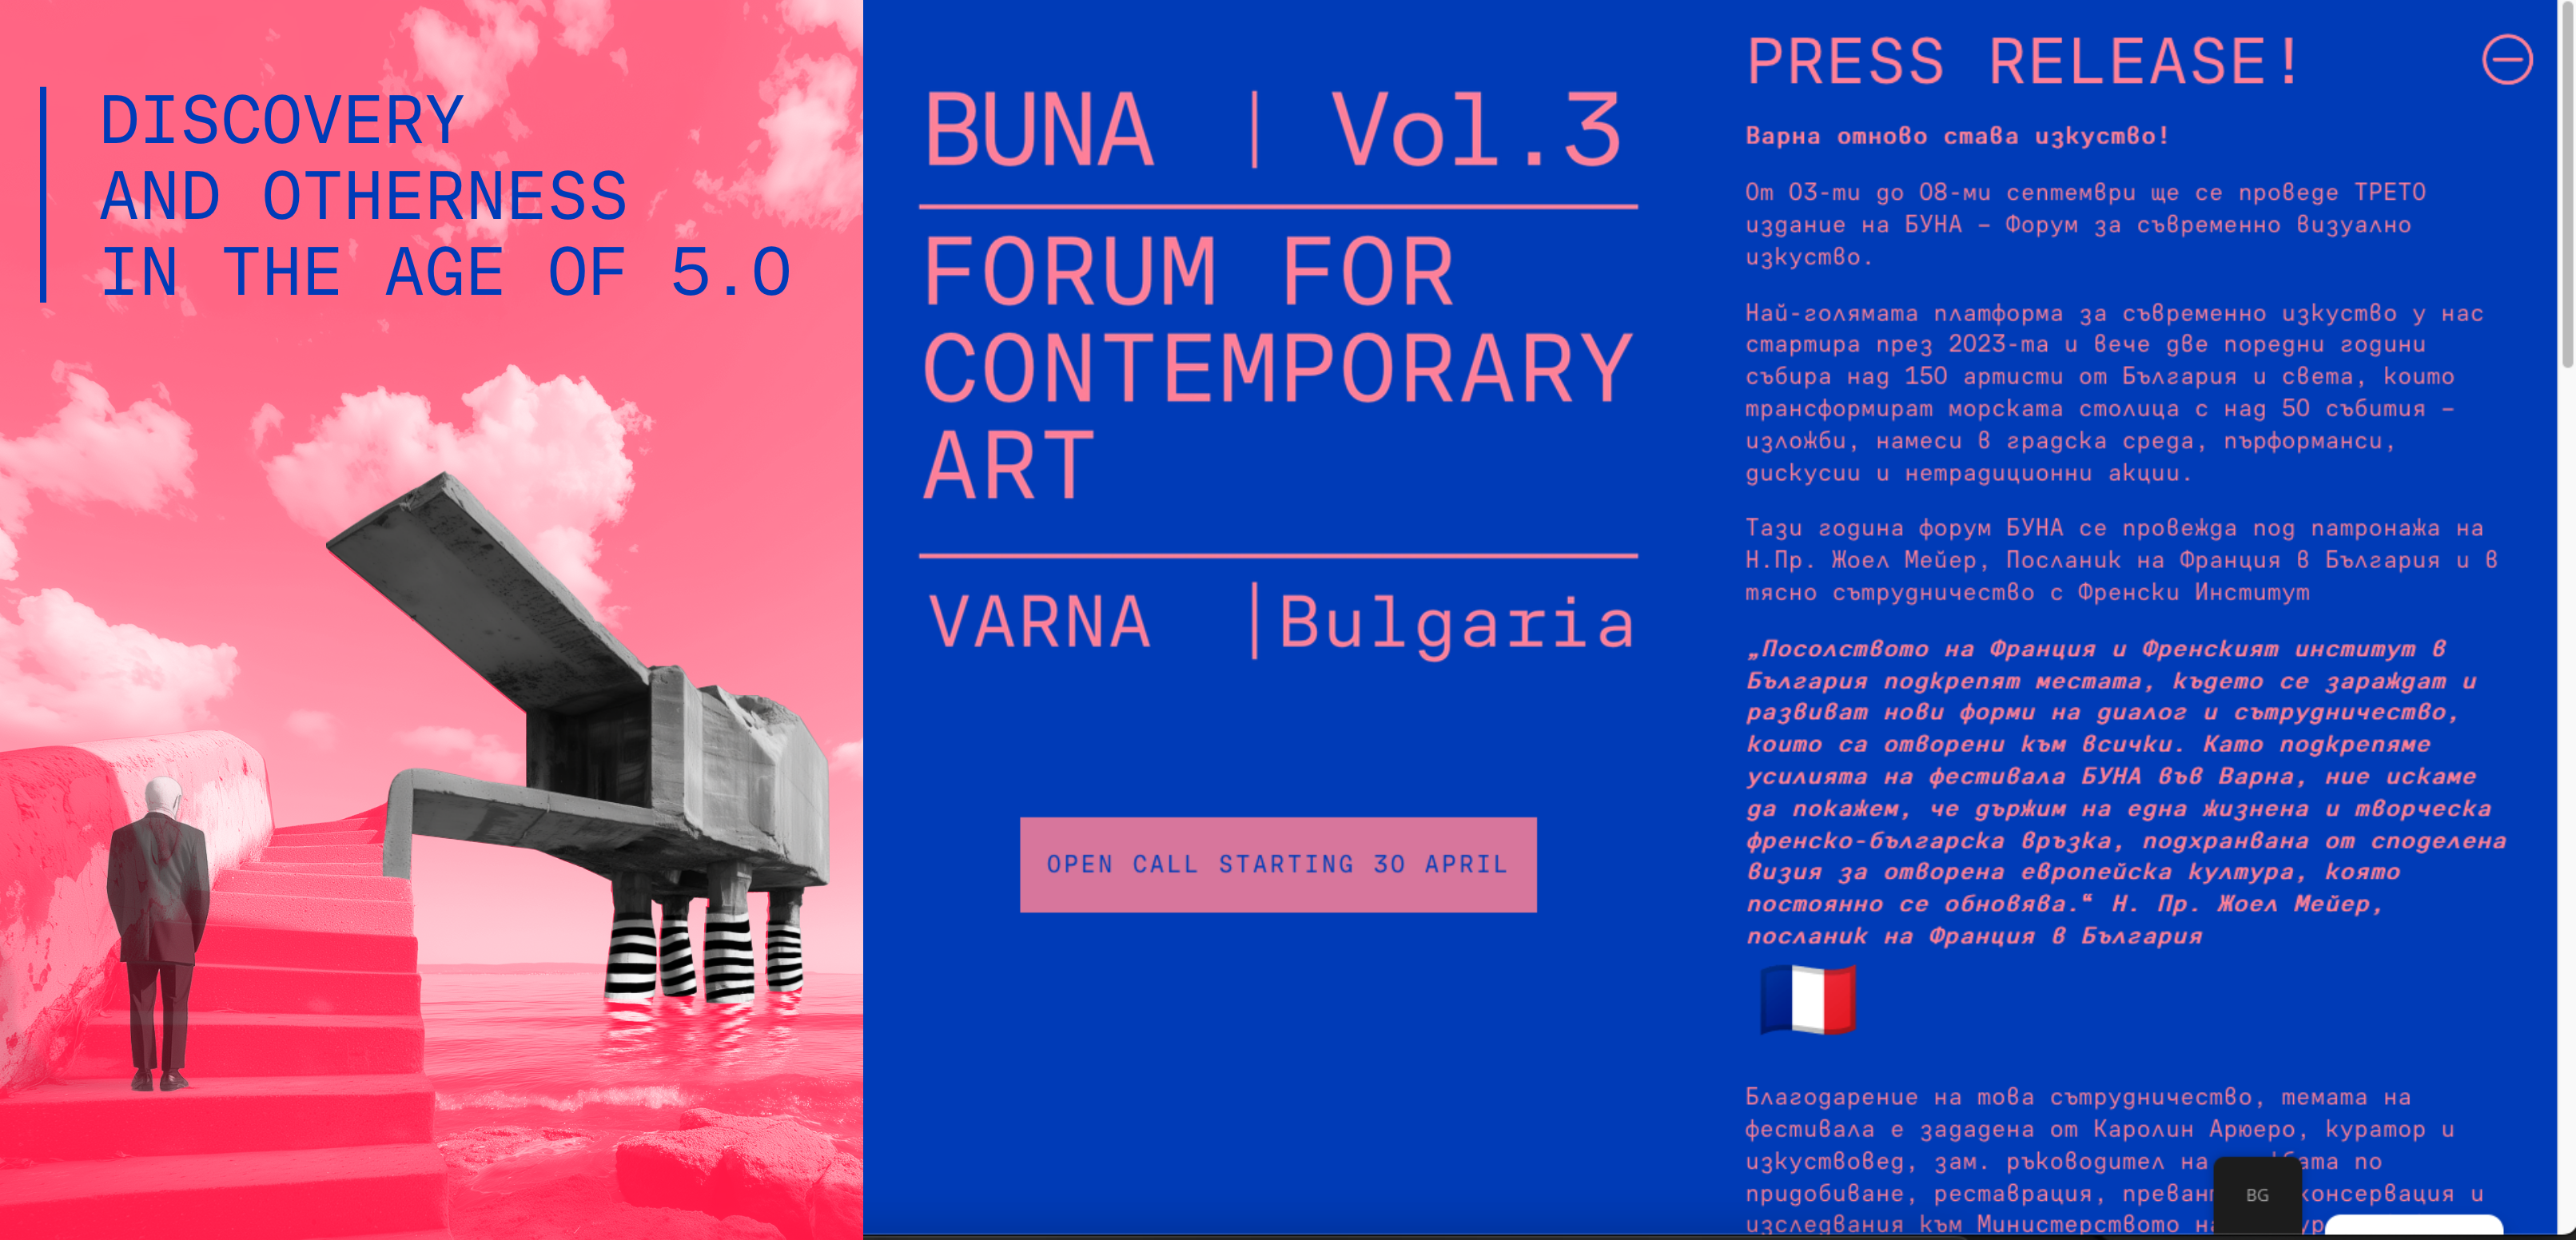 DISCOVERY
AND OTHERNESS
IN THE AGE OF 5.0
BUNA | Vol.3
FORUM FOR
CONTEMPORARY
ART
VARNA | Bulgaria
OPEN CALL STARTING 30 APRIL
PRESS RELEASE!
Варна отново става изкуство!
От 03-ти до 08-ми септември ще се проведе ТРЕТО
издание на БУНА – Форум за съвременно визуално
изкуство.
Най-голямата платформа за съвременно изкуство у нас
стартира през 2023-та и вече две поредни години
събира над 150 артисти от България и света, които
трансформират морската столица с над 50 събития –
изложби, намеси в градска среда, пърформанси,
дискусии и нетрадиционни акции.
Тази година форум БУНА се провежда под патронажа на
Н.Пр. Жоел Мейер, Посланик на Франция в България и в
тясно сътрудничество с Френски Институт
„Посолството на Франция и Френският институт в
България подкрепят местата, където се зараждат и
развиват нови форми на диалог и сътрудничество,
които са отворени към всички. Като подкрепяме
усилията на фестивала БУНА във Варна, ние искаме
да покажем, че държим на една жизнена и творческа
френско-българска връзка, подхранвана от споделена
визия за отворена европейска култура, която
постоянно се обновява.“ Н. Пр. Жоел Мейер,
посланик на Франция в България
Благодарение на това сътрудничество, темата на
фестивала е зададена от Каролин Арюеро, куратор и
изкуствовед, зам. ръководител на по
придобиване, реставрация, консервация и
изследвания към Министерството
BG